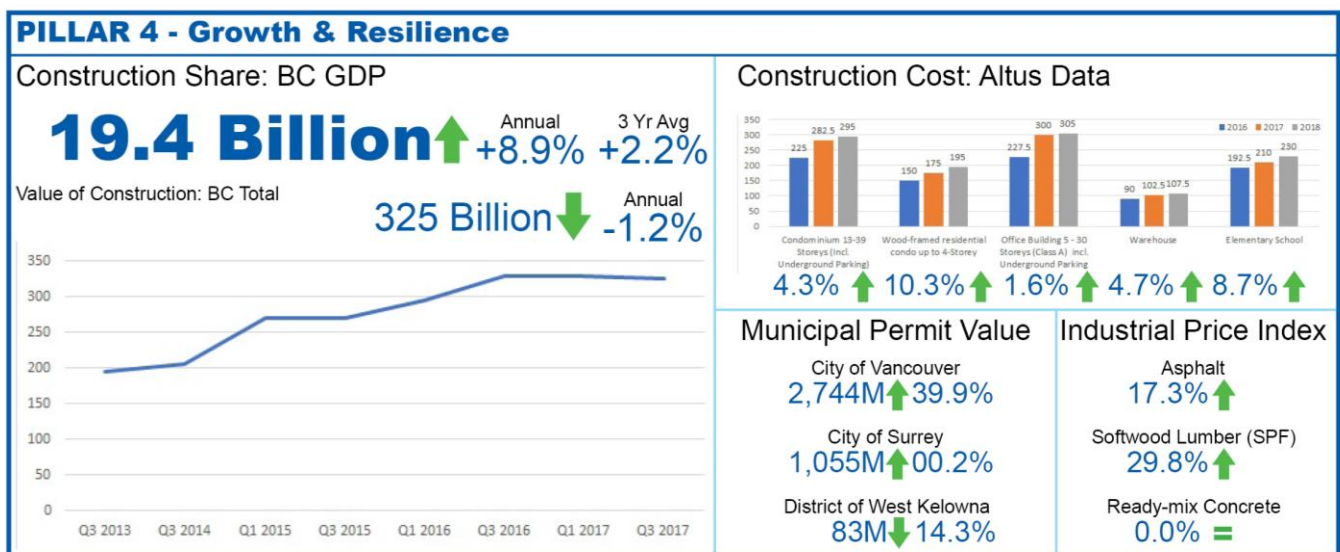 PILLAR 4 - Growth & Resilience
Construction Share: BC GDP
19.4 Billion
Annual
+8.9%
3 Yr Avg
+2.2%
Value of Construction: BC Total
325 Billion
Annual
-1.2%
350
300
250
200
150
100
50
0
Q3 2013 Q3 2014 Q1 2015 Q3 2015 Q1 2016 Q3 2016 Q1 2017 Q3 2017
Construction Cost: Altus Data
2016 2017 2018
350
300
250
200
150
100
50
0
225 282.5 295
150 175 195
227.5 300 305
90 102.5 107.5
192.5 210 230
Condominium 13-39
Storeys (Incl.
Underground Parking)
Wood-framed residential
condo up to 4-Storey
Office Building 5 - 30
Storeys (Class A) incl.
Underground Parking
Warehouse
Elementary School
4.3% 10.3% 1.6% 4.7% 8.7%
Municipal Permit Value
City of Vancouver
2,744M 39.9%
City of Surrey
1,055M 00.2%
District of West Kelowna
83M 14.3%
Industrial Price Index
Asphalt
17.3%
Softwood Lumber (SPF)
29.8%
Ready-mix Concrete
0.0% =